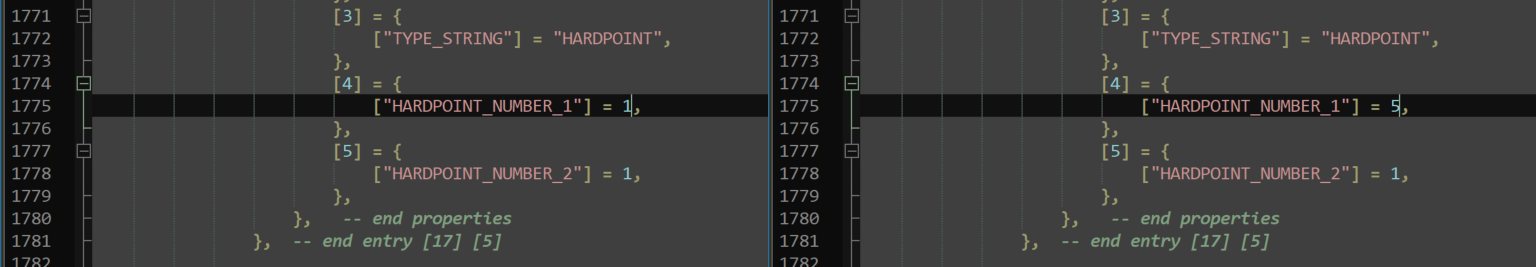 1771 [3] = {
1772 ["TYPE_STRING"] = "HARDPOINT",
1773 },
1774 [4] = {
1775 ["HARDPOINT_NUMBER_1"] = 1,
1776 },
1777 [5] = {
1778 ["HARDPOINT_NUMBER_2"] = 1,
1779 },
1780 }, -- end properties
1781 }, -- end entry [17] [5]
1782
1771 [3] = {
1772 ["TYPE_STRING"] = "HARDPOINT",
1773 },
1774 [4] = {
1775 ["HARDPOINT_NUMBER_1"] = 5,
1776 },
1777 [5] = {
1778 ["HARDPOINT_NUMBER_2"] = 1,
1779 },
1780 }, -- end properties
1781 }, -- end entry [17] [5]
1782